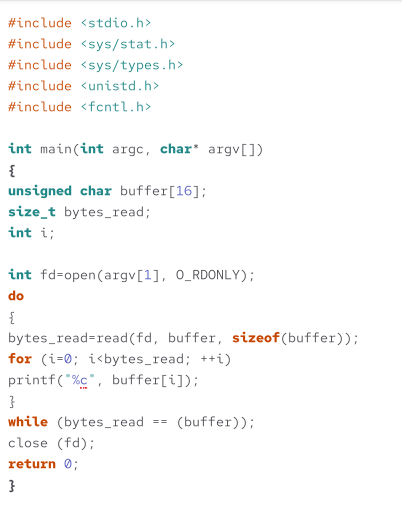 #include <stdio.h>
#include <sys/stat.h>
#include <sys/types.h>
#include <unistd.h>
#include <fcntl.h>
int main(int argc, char* argv[])
{
unsigned char buffer[16];
size_t bytes_read;
int i;
int fd=open(argv[1], O_RDONLY);
do
{
bytes_read=read(fd, buffer, sizeof(buffer));
for (i=0; i<bytes_read; ++i)
printf("%c", buffer[i]);
}
while (bytes_read == (buffer));
close (fd);
return 0;
}